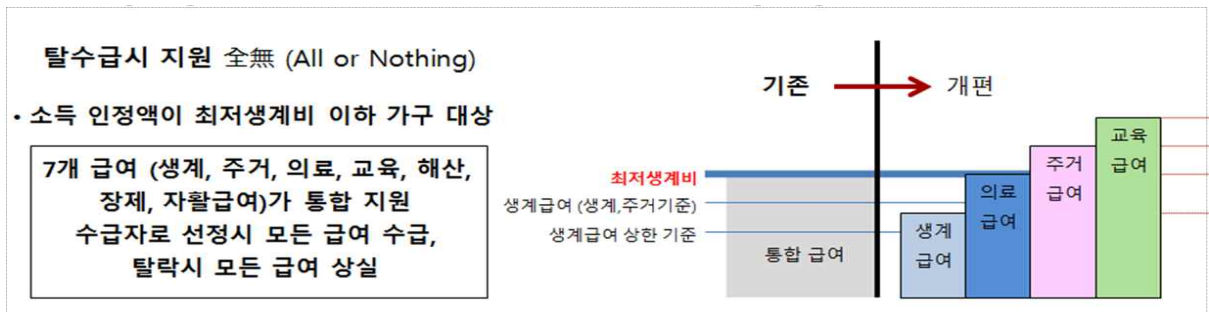 탈수급시 지원 全無 (All or Nothing)
• 소득 인정액이 최저생계비 이하 가구 대상
7개 급여 (생계, 주거, 의료, 교육, 해산,
장제, 자활급여)가 통합 지원
수급자로 선정시 모든 급여 수급,
탈락시 모든 급여 상실
기존
개편
최저생계비
생계급여 (생계,주거기준)
생계급여 상한 기준
통합 급여
생계
급여
의료
급여
주거
급여
교육
급여